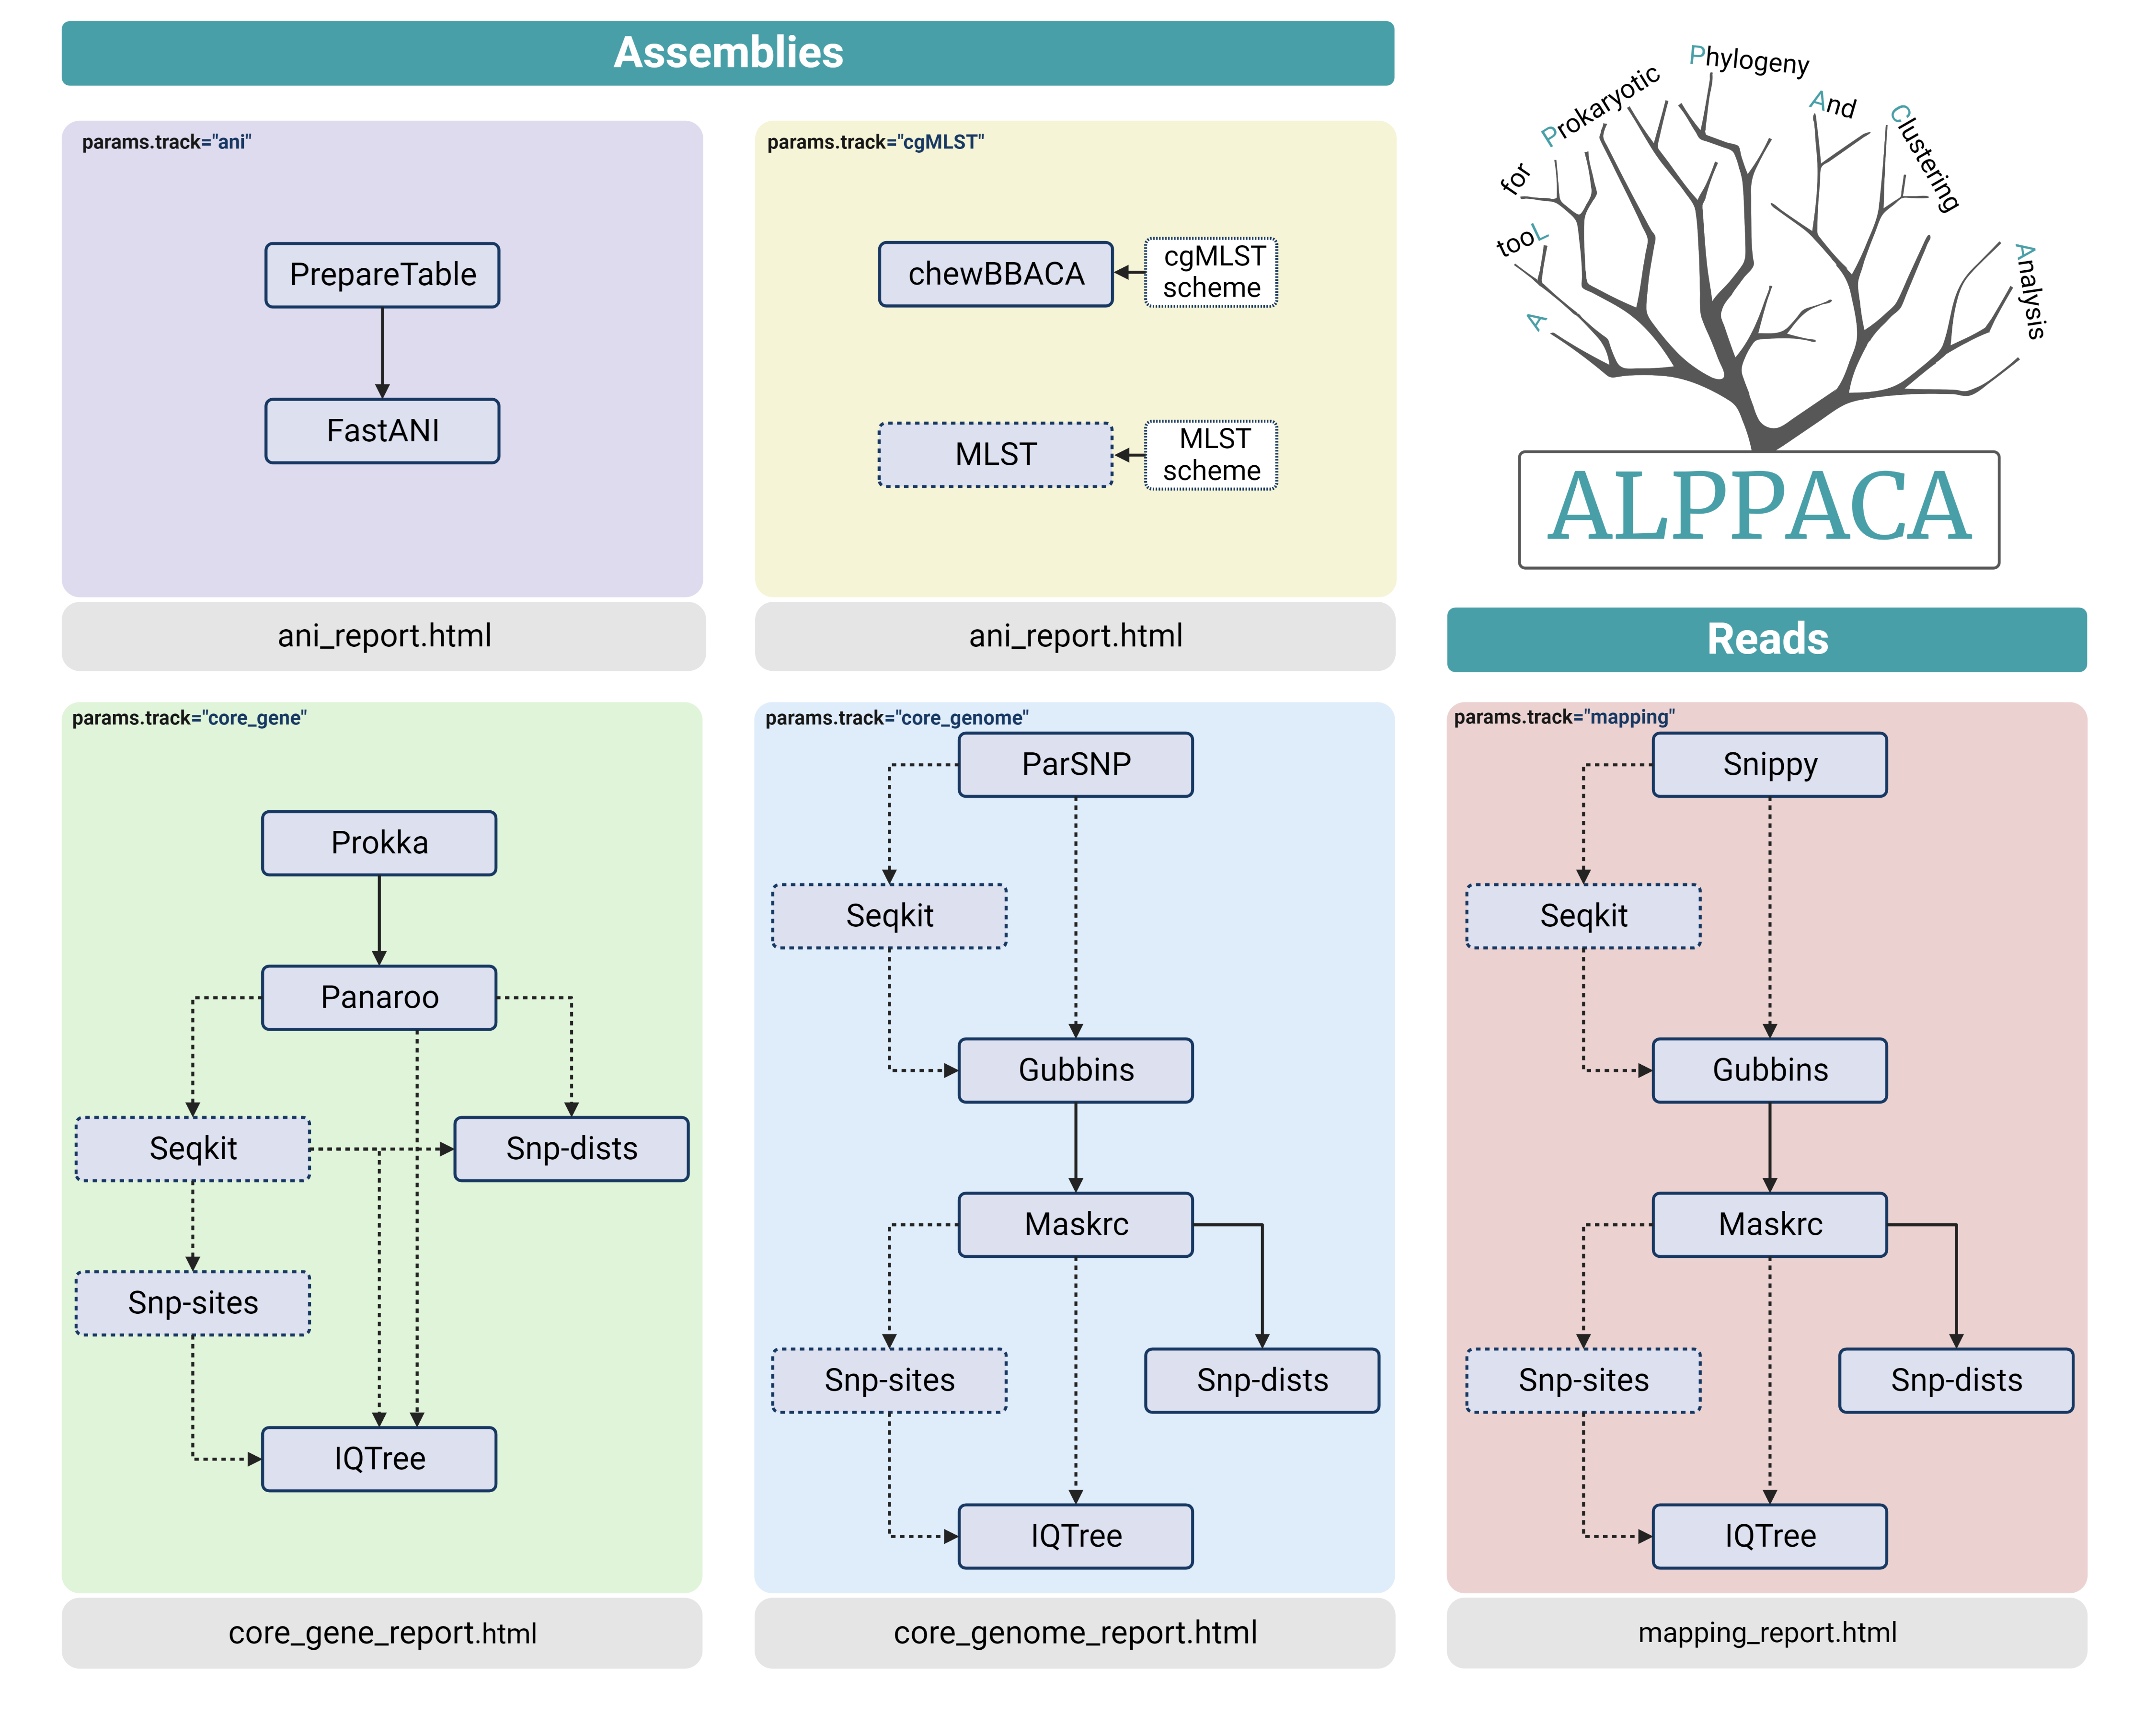 Assemblies
params.track="ani"
PrepareTable
FastANI
ani_report.html
params.track="cgMLST"
chewBBACA
cgMLST
scheme
MLST
MLST
scheme
ani_report.html
A
tooL
for
Prokaryotic
Phylogeny
And
Clustering
Analysis
ALPPACA
params.track="core_gene"
Prokka
Panaroo
Seqkit
Snp-dists
Snp-sites
IQTree
core_gene_report.html
params.track="core_genome"
ParSNP
Seqkit
Gubbins
Maskrc
Snp-sites
Snp-dists
IQTree
core_genome_report.html
Reads
params.track="mapping"
Snippy
Seqkit
Gubbins
Maskrc
Snp-sites
Snp-dists
IQTree
mapping_report.html